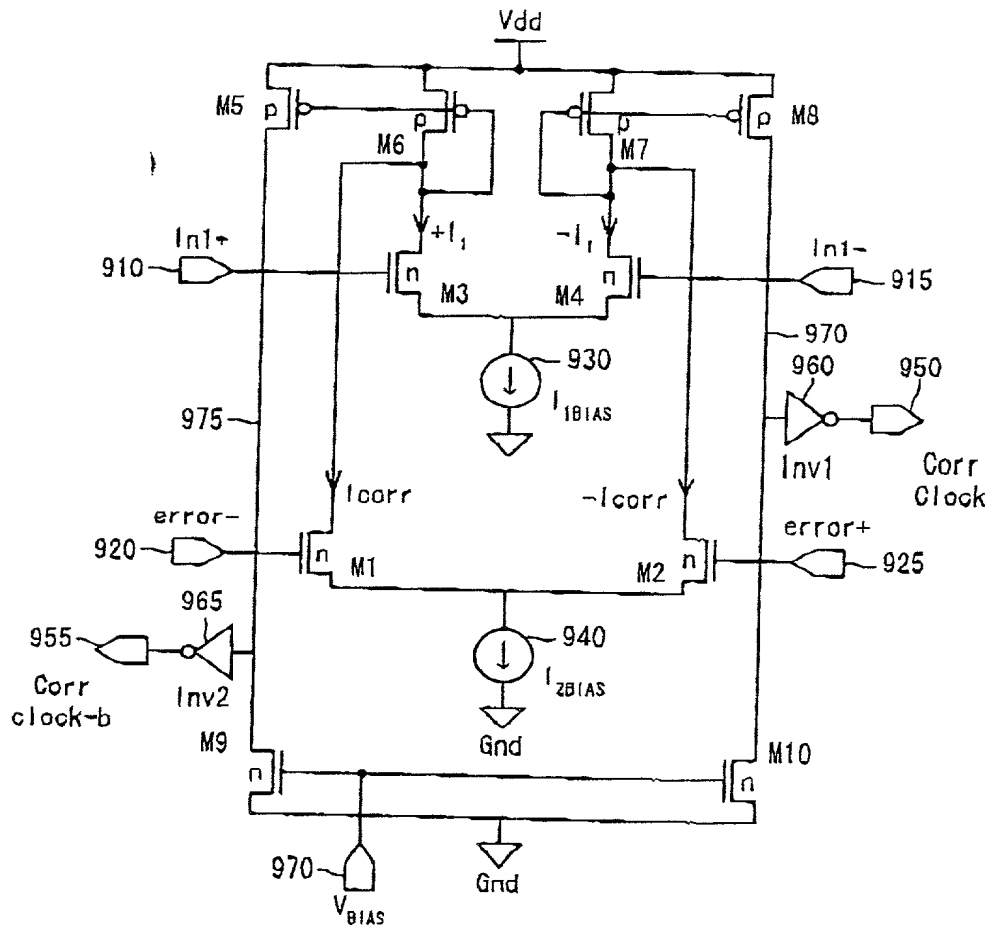 Vdd
M5
p
p
M6
p
M7
p
M8
In1+
910
+I1
-I1
In1-
915
n
M3
M4
n
970
930
I1BIAS
960
950
975
Inv1
Corr
Clock
Icorr
-Icorr
error-
920
n
M1
M2
n
error+
925
965
955
940
I2BIAS
Inv2
Corr
clock-b
Gnd
M9
n
M10
n
970
VBIAS
Gnd